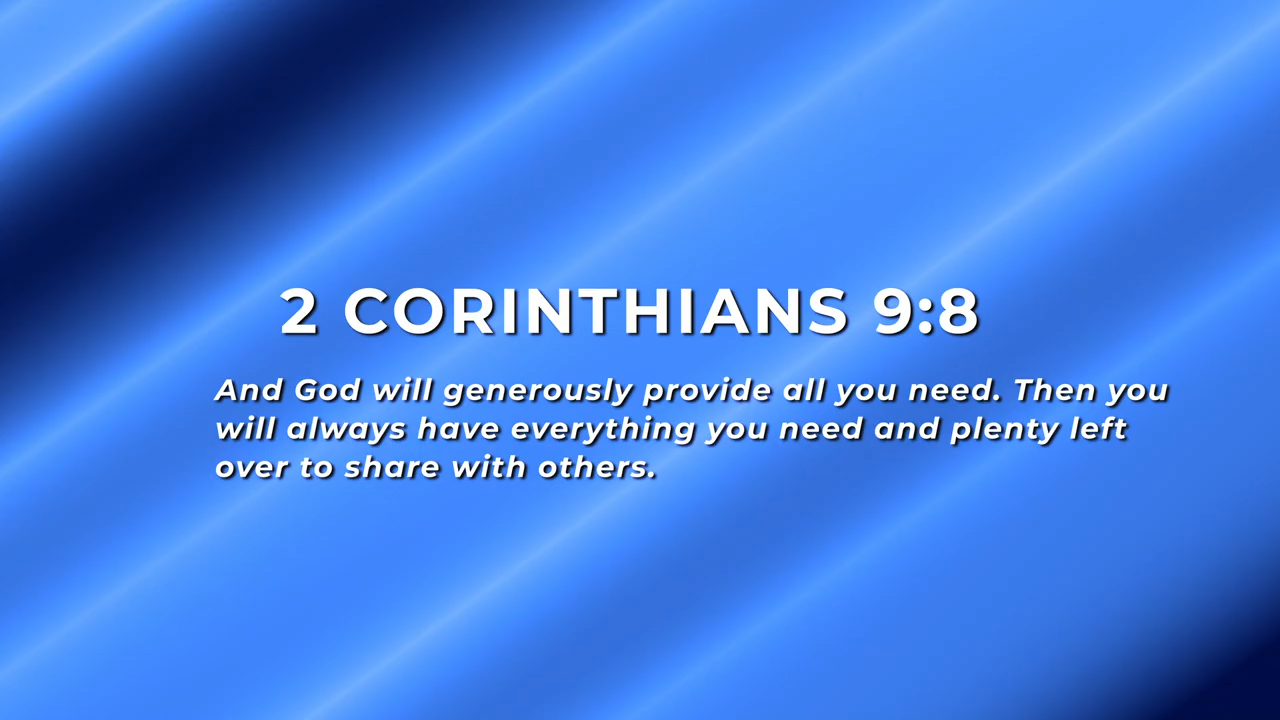 2 CORINTHIANS 9:8
And God will generously provide all you need. Then you
will always have everything you need and plenty left
over to share with others.